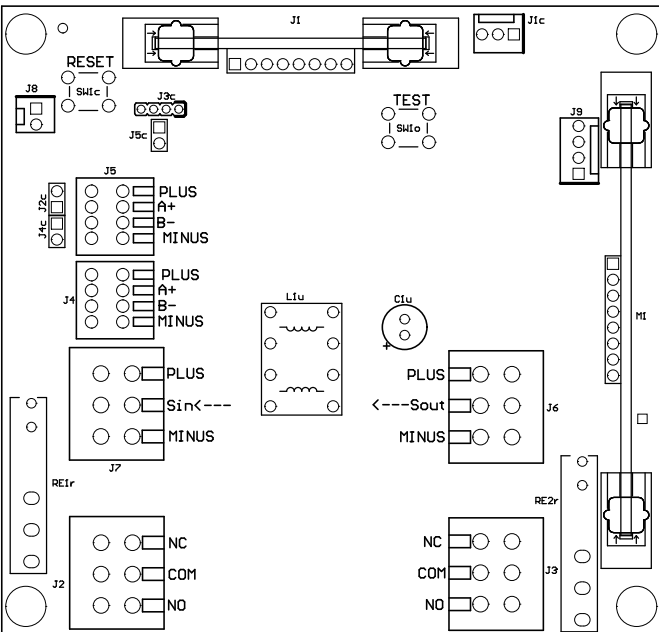 J1
J1c
RESET
J8
SW1c
J3c
TEST
J5c
SW1o
J9
J5
PLUS
A+
B-
MINUS
J2c
J4c
J4
PLUS
A+
B-
MINUS
L1u
C1u
+
M1
PLUS
Sin<---
MINUS
J7
PLUS
<---Sout
MINUS
J6
RE1r
RE2r
NC
COM
NO
J2
NC
COM
NO
J3